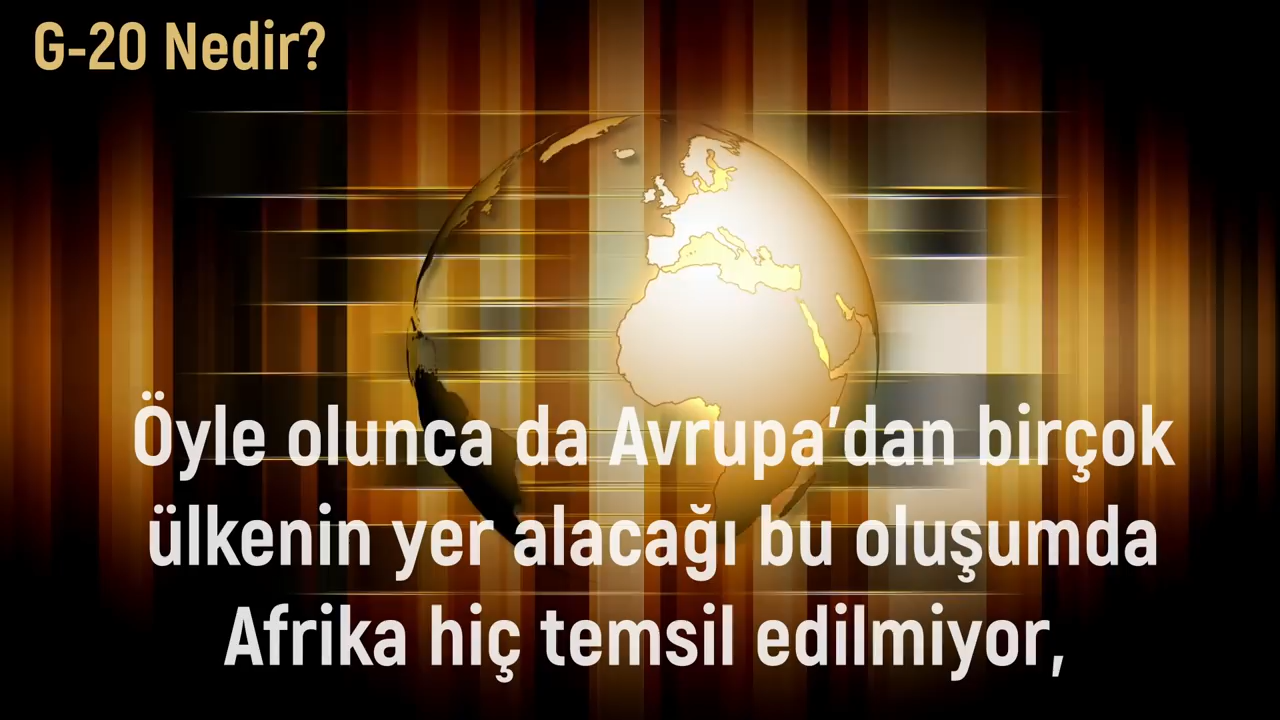 G-20 Nedir?
Öyle olunca da Avrupa’dan birçok
ülkenin yer alacağı bu oluşumda
Afrika hiç temsil edilmiyor,